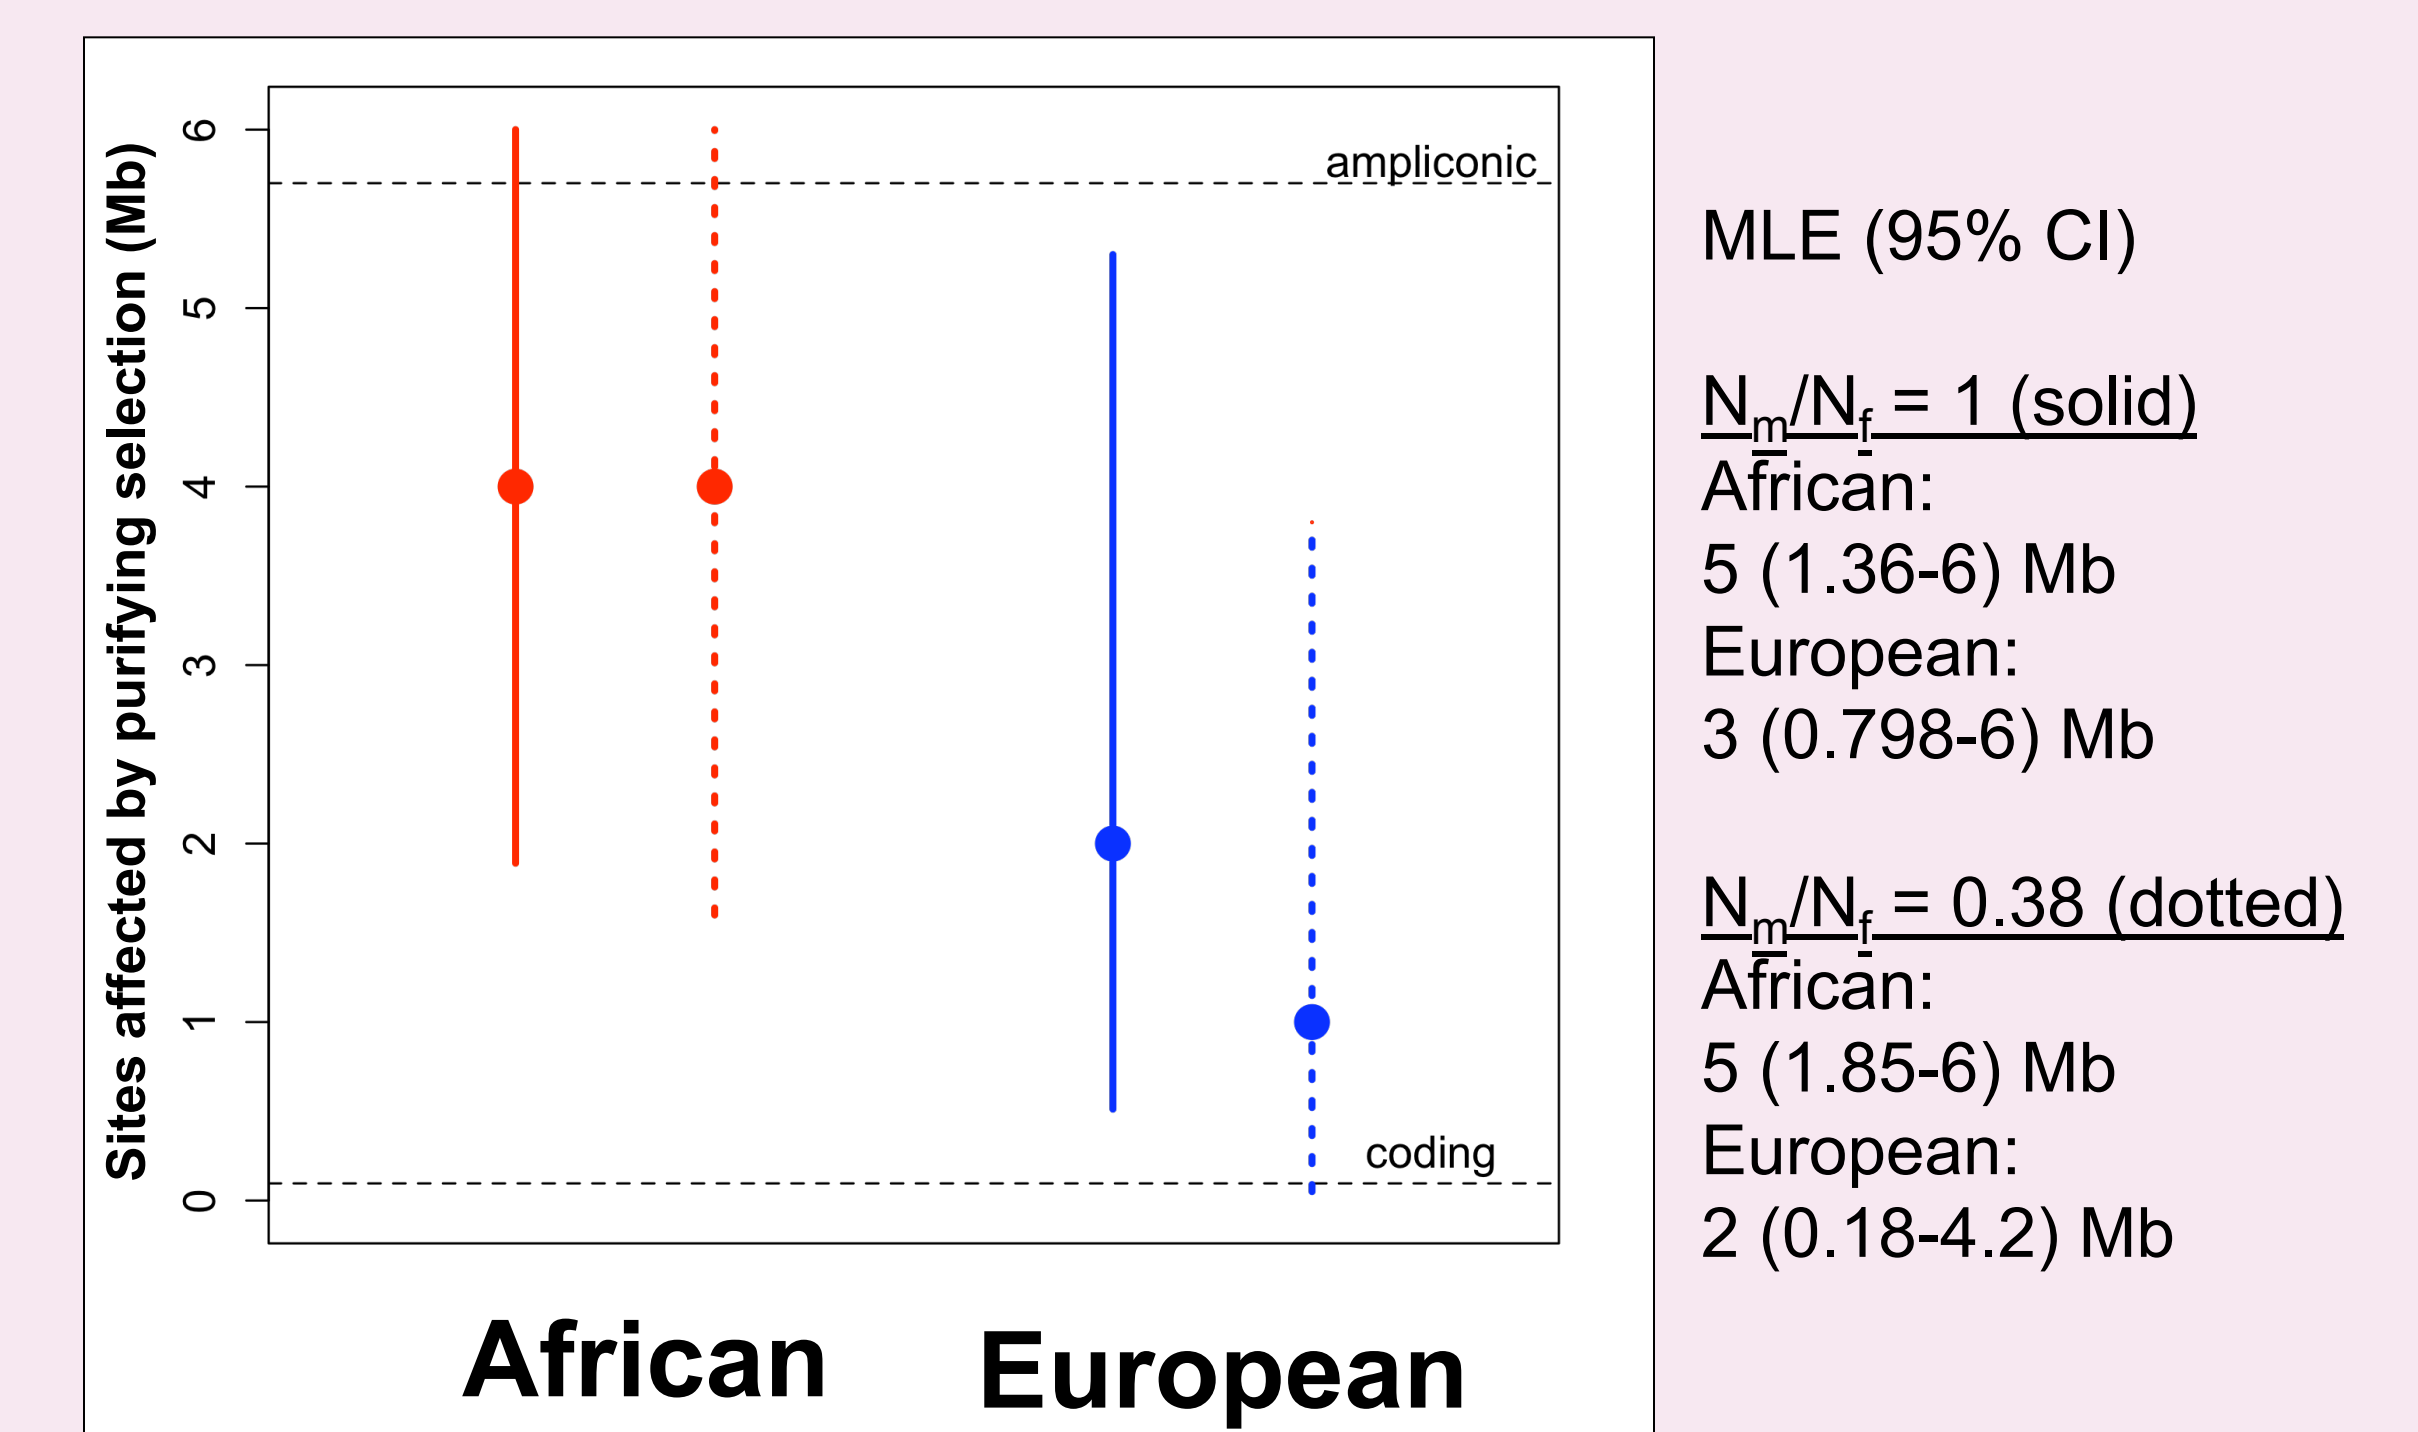 Sites affected by purifying selection (Mb)
6
5
4
3
2
1
0
ampliconic
coding
African European
MLE (95% CI)
Nm/Nf = 1 (solid)
African:
5 (1.36-6) Mb
European:
3 (0.798-6) Mb
Nm/Nf = 0.38 (dotted)
African:
5 (1.85-6) Mb
European:
2 (0.18-4.2) Mb